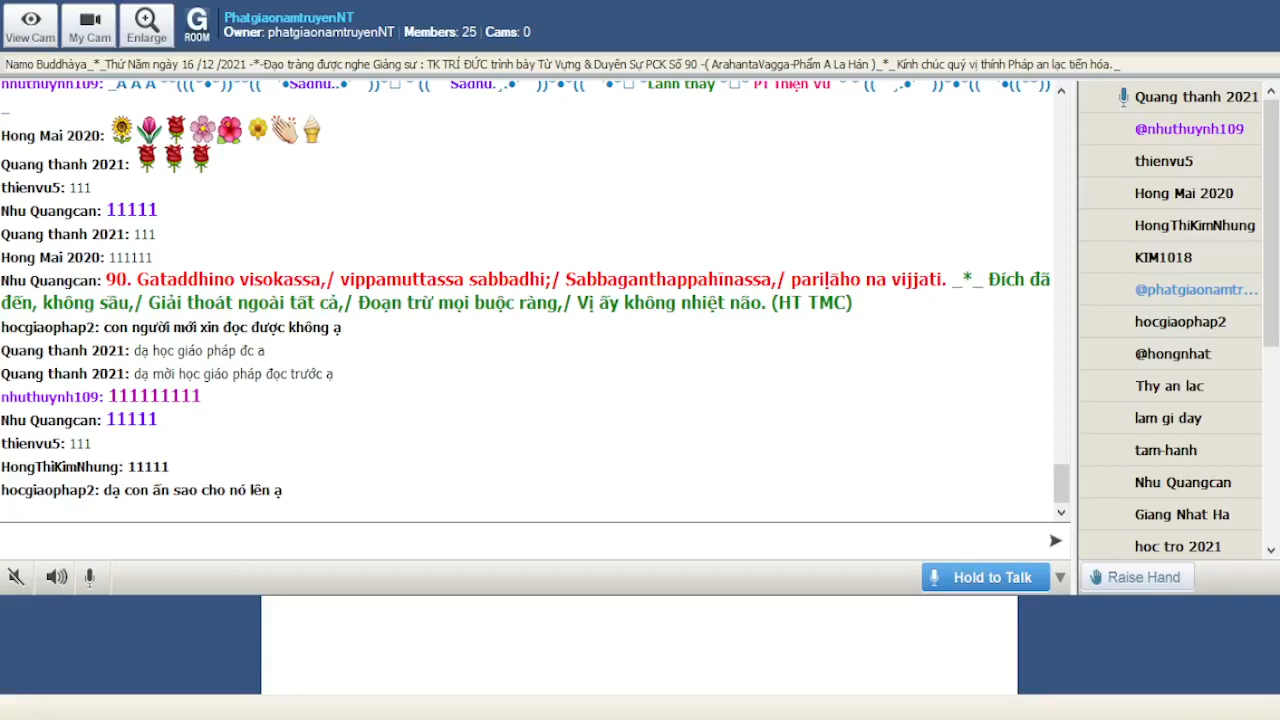 View Cam
My Cam
Enlarge
G ROOM
PhatgiaonamtruyenNT
Owner: phatgiaonamtruyenNT | Members: 25 | Cams: 0
Namo Buddhàya_*_Thứ Năm ngày 16 /12 /2021 -*-Đạo tràng được nghe Giảng sư : TK TRÍ ĐỨC trình bày Từ Vựng & Duyên Sự PCK Số 90 -( ArahantaVagga-Phẩm A La Hán )_*_Kính chúc quý vị thính Pháp an lạc tiến hóa._
nhuthuynh109:
Hong Mai 2020: 🌻🌷🌹🌸🌺🌼👏🍦
Quang thanh 2021: 🌹🌹🌹
thienvu5: 111
Nhu Quangcan: 11111
Quang thanh 2021: 111
Hong Mai 2020: 111111
Nhu Quangcan: 90. Gataddhino visokassa,/ vippamuttassa sabbadhi;/ Sabbaganthappahīnassa,/ pariḷāho na vijjati. _*_ Đích đã
đến, không sầu,/ Giải thoát ngoài tất cả,/ Đoạn trừ mọi buộc ràng,/ Vị ấy không nhiệt não. (HT TMC)
hocgiaophap2: con người mới xin đọc được không ạ
Quang thanh 2021: dạ học giáo pháp đc a
Quang thanh 2021: dạ mời học giáo pháp đọc trước ạ
nhuthuynh109: 111111111
Nhu Quangcan: 11111
thienvu5: 111
HongThiKimNhung: 11111
hocgiaophap2: dạ con ấn sao cho nó lên ạ
Hold to Talk
Quang thanh 2021
@nhuthuynh109
thienvu5
Hong Mai 2020
HongThiKimNhung
KIM1018
@phatgiaonamtr...
hocgiaophap2
@hongnhat
Thy an lac
lam gi day
tam-hanh
Nhu Quangcan
Giang Nhat Ha
hoc tro 2021
Raise Hand